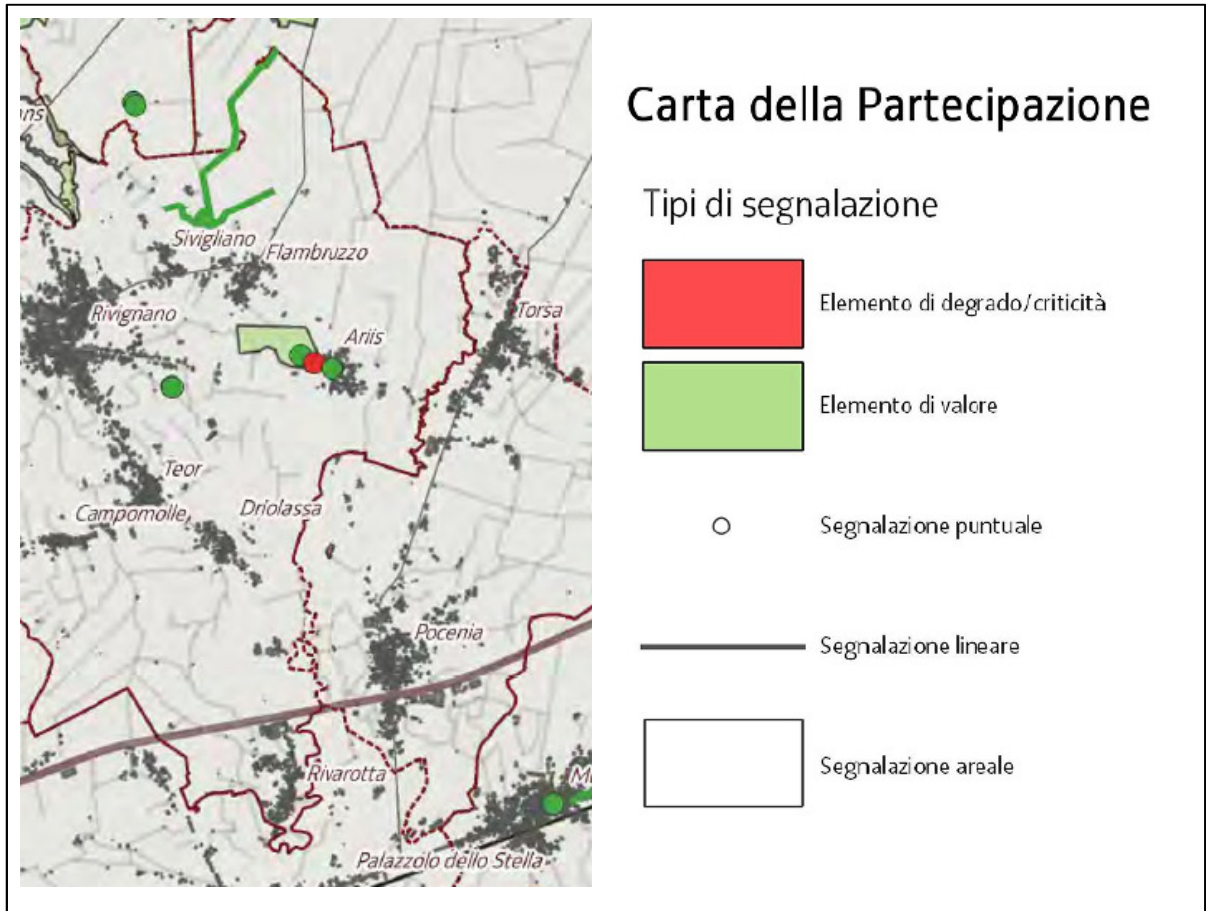 Carta della Partecipazione
Tipi di segnalazione
Elemento di degrado/criticità
Elemento di valore
Segnalazione puntuale
Segnalazione lineare
Segnalazione areale
ns
Sivigliano
Flambruzzo
Rivignano
Ariis
Torsa
Teor
Campomolle
Driolassa
Pocenia
Rivarotta
Palazzolo dello Stella